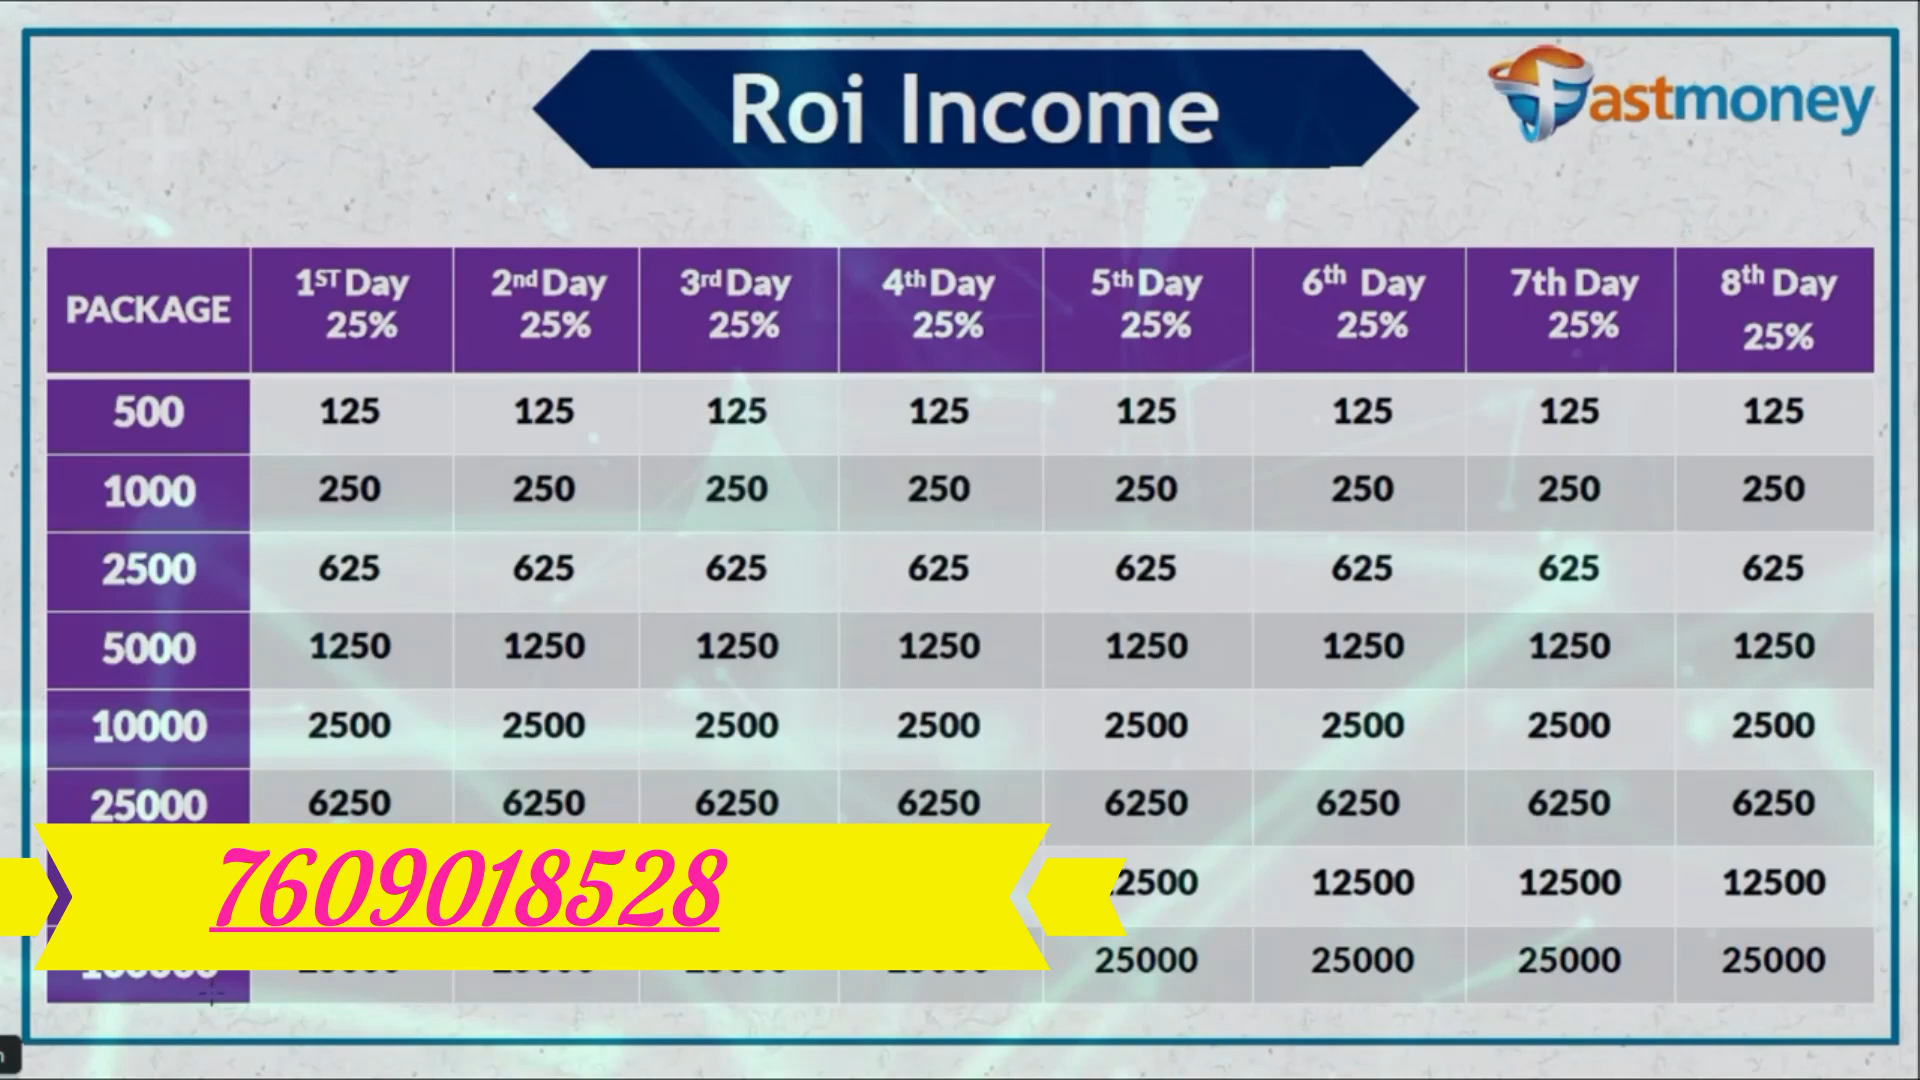 Roi Income
Fastmoney
PACKAGE 1ST Day 25% 2nd Day 25% 3rd Day 25% 4th Day 25% 5th Day 25% 6th Day 25% 7th Day 25% 8th Day 25%
500 125 125 125 125 125 125 125 125
1000 250 250 250 250 250 250 250 250
2500 625 625 625 625 625 625 625 625
5000 1250 1250 1250 1250 1250 1250 1250 1250
10000 2500 2500 2500 2500 2500 2500 2500 2500
25000 6250 6250 6250 6250 6250 6250 6250 6250
12500 12500 12500
7609018528
25000 25000 25000 25000